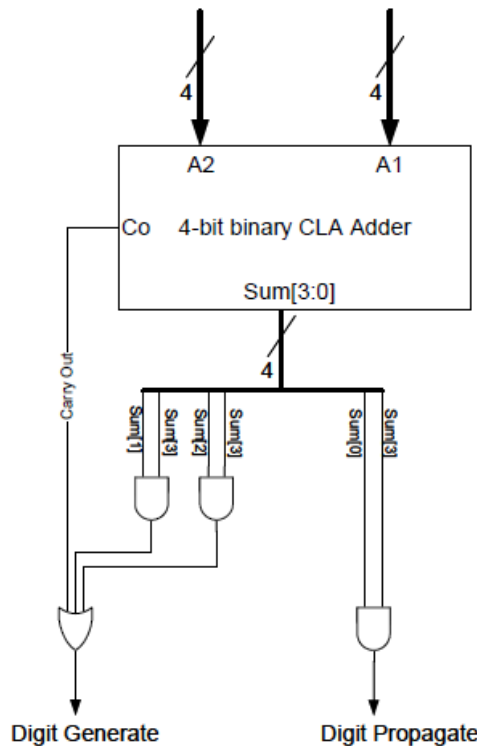 4
4
A2
A1
Co
4-bit binary CLA Adder
Sum[3:0]
4
Carry Out
Sum[1]
Sum[3]
Sum[2]
Sum[3]
Sum[0]
Sum[3]
Digit Generate
Digit Propagate